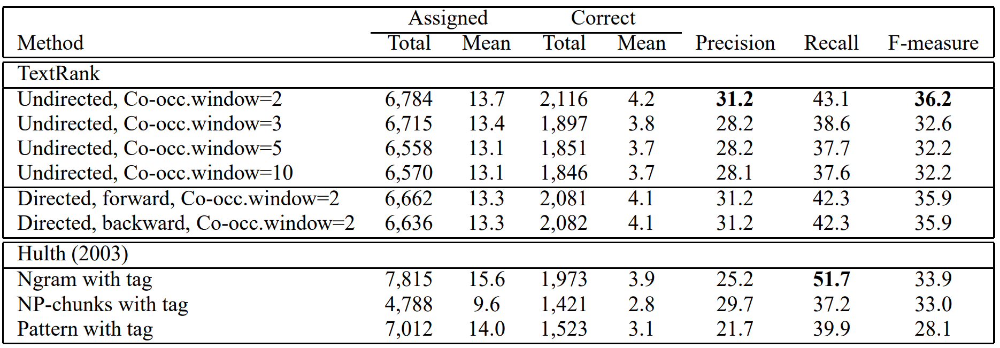 Assigned Correct
Method Total Mean Total Mean Precision Recall F-measure
TextRank
Undirected, Co-occ.window=2 6,784 13.7 2,116 4.2 31.2 43.1 36.2
Undirected, Co-occ.window=3 6,715 13.4 1,897 3.8 28.2 38.6 32.6
Undirected, Co-occ.window=5 6,558 13.1 1,851 3.7 28.2 37.7 32.2
Undirected, Co-occ.window=10 6,570 13.1 1,846 3.7 28.1 37.6 32.2
Directed, forward, Co-occ.window=2 6,662 13.3 2,081 4.1 31.2 42.3 35.9
Directed, backward, Co-occ.window=2 6,636 13.3 2,082 4.1 31.2 42.3 35.9
Hulth (2003)
Ngram with tag 7,815 15.6 1,973 3.9 25.2 51.7 33.9
NP-chunks with tag 4,788 9.6 1,421 2.8 29.7 37.2 33.0
Pattern with tag 7,012 14.0 1,523 3.1 21.7 39.9 28.1